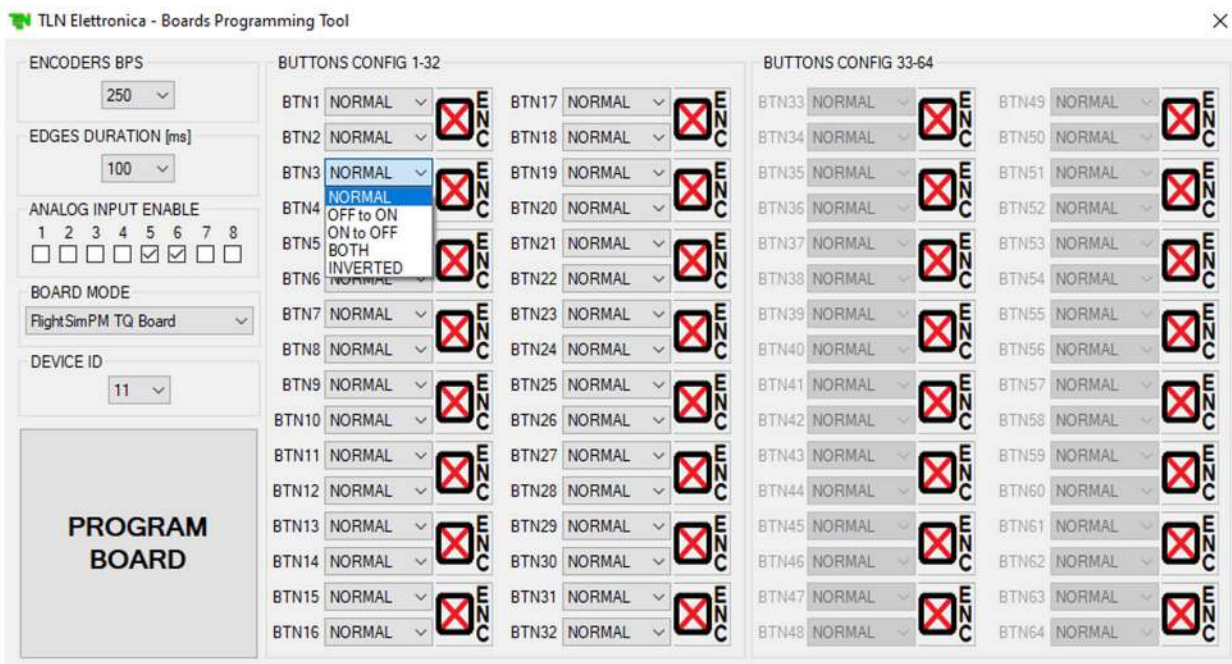 TLN Elettronica - Boards Programming Tool
ENCODERS BPS
250
EDGES DURATION [ms]
100
ANALOG INPUT ENABLE
1 2 3 4 5 6 7 8
BOARD MODE
FlightSimPM TQ Board
DEVICE ID
11
PROGRAM
BOARD
BUTTONS CONFIG 1-32
BTN1 NORMAL
BTN2 NORMAL
ENC
BTN3 NORMAL
NORMAL
OFF to ON
ON to OFF
BOTH
INVERTED
BTN4
ENC
BTN5
BTN6 NORMAL
ENC
BTN7 NORMAL
BTN8 NORMAL
ENC
BTN9 NORMAL
BTN10 NORMAL
ENC
BTN11 NORMAL
BTN12 NORMAL
ENC
BTN13 NORMAL
BTN14 NORMAL
ENC
BTN15 NORMAL
BTN16 NORMAL
ENC
BTN17 NORMAL
BTN18 NORMAL
ENC
BTN19 NORMAL
BTN20 NORMAL
ENC
BTN21 NORMAL
BTN22 NORMAL
ENC
BTN23 NORMAL
BTN24 NORMAL
ENC
BTN25 NORMAL
BTN26 NORMAL
ENC
BTN27 NORMAL
BTN28 NORMAL
ENC
BTN29 NORMAL
BTN30 NORMAL
ENC
BTN31 NORMAL
BTN32 NORMAL
ENC
BUTTONS CONFIG 33-64
BTN33 NORMAL
BTN34 NORMAL
ENC
BTN35 NORMAL
BTN36 NORMAL
ENC
BTN37 NORMAL
BTN38 NORMAL
ENC
BTN39 NORMAL
BTN40 NORMAL
ENC
BTN41 NORMAL
BTN42 NORMAL
ENC
BTN43 NORMAL
BTN44 NORMAL
ENC
BTN45 NORMAL
BTN46 NORMAL
ENC
BTN47 NORMAL
BTN48 NORMAL
ENC
BTN49 NORMAL
BTN50 NORMAL
ENC
BTN51 NORMAL
BTN52 NORMAL
ENC
BTN53 NORMAL
BTN54 NORMAL
ENC
BTN55 NORMAL
BTN56 NORMAL
ENC
BTN57 NORMAL
BTN58 NORMAL
ENC
BTN59 NORMAL
BTN60 NORMAL
ENC
BTN61 NORMAL
BTN62 NORMAL
ENC
BTN63 NORMAL
BTN64 NORMAL
ENC